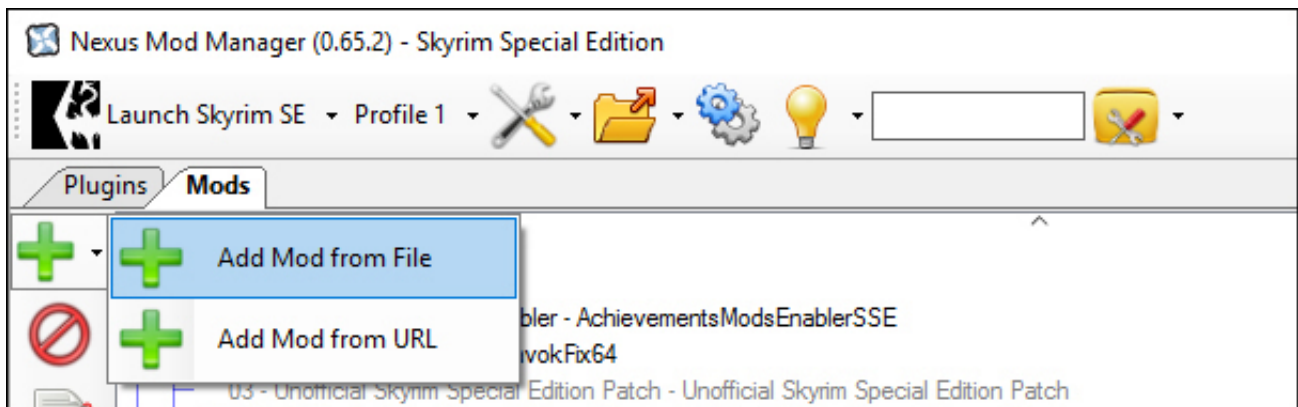 Nexus Mod Manager (0.65.2) - Skyrim Special Edition
Launch Skyrim SE Profile 1
Plugins Mods
Add Mod from File
bler - AchievementsModsEnablerSSE
Add Mod from URL
vokFix64
03 - Unofficial Skyrim Special Edition Patch - Unofficial Skyrim Special Edition Patch